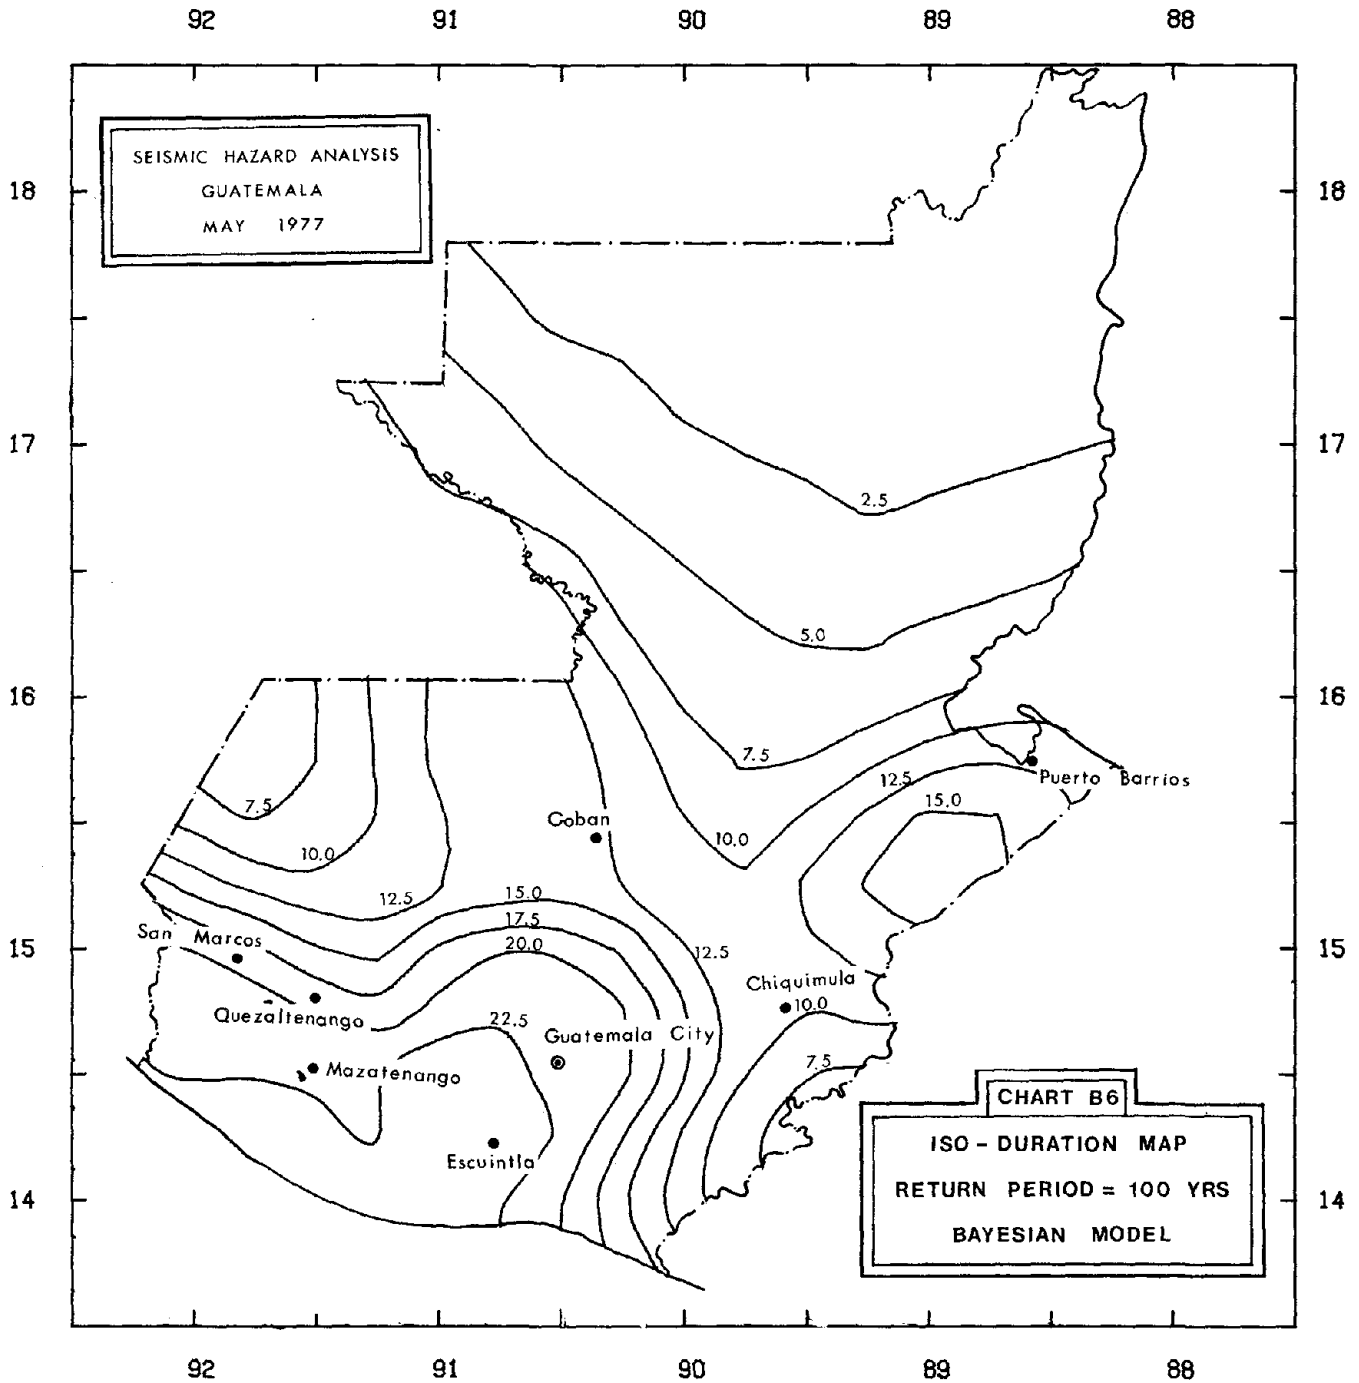 92 91 90 89 88
SEISMIC HAZARD ANALYSIS
GUATEMALA
MAY 1977
18 18
17 17
2.5
5.0
16 16
7.5
Puerto Barrios
12.5
15.0
7.5
Coban
10.0
10.0
12.5
15.0
17.5
20.0
San Marcos
15 15
12.5
Chiquimula
10.0
Quezaltenango
22.5
Guatemala City
7.5
Mazatenango
CHART B6
ISO-DURATION MAP
RETURN PERIOD = 100 YRS
BAYESIAN MODEL
Escuintla
14 14
92 91 90 89 88